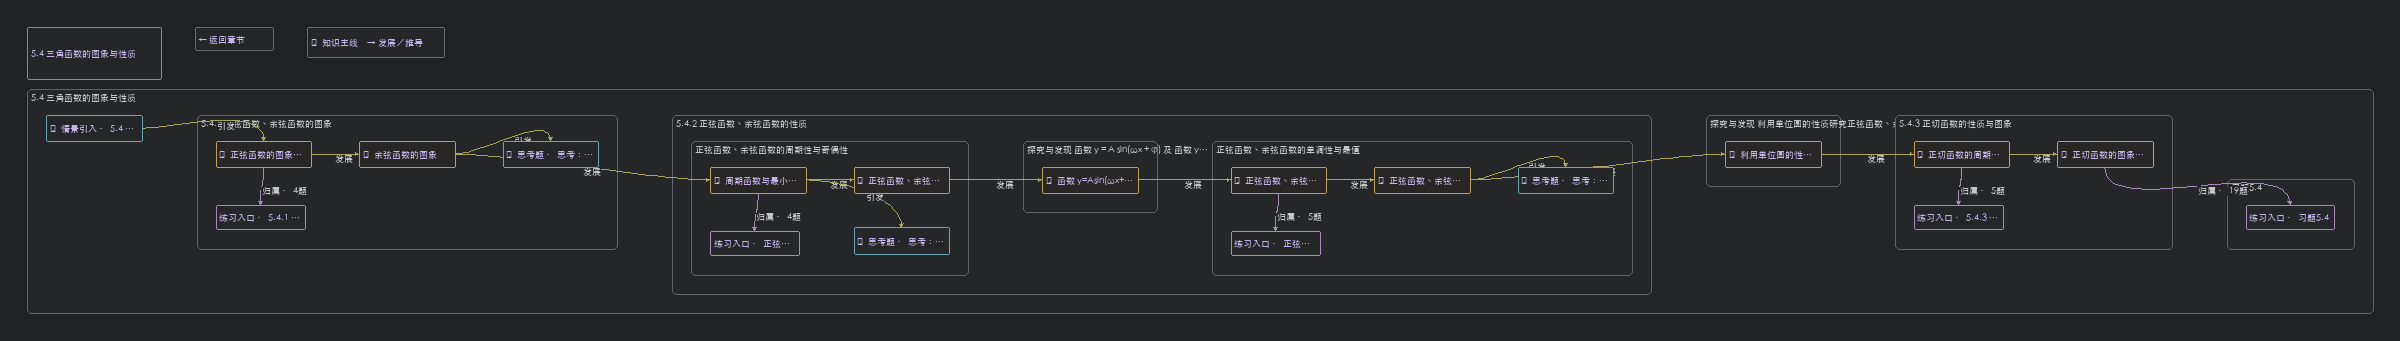 5.4 三角函数的图象与性质
← 返回章节
知识主线 → 发展／推导
5.4 三角函数的图象与性质
情景引入 · 5.4 …
引发
5.4.
弦函数、余弦函数的图象
正弦函数的图象…
发展
余弦函数的图象
引发
思考题 · 思考：…
发展
归属 · 4题
练习入口 · 5.4.1 …
5.4.2 正弦函数、余弦函数的性质
正弦函数、余弦函数的周期性与奇偶性
周期函数与最小…
发展
正弦函数、余弦…
引发
归属 · 4题
练习入口 · 正弦…
思考题 · 思考：…
发展
探究与发现 函数 y = A sin(ωx + φ) 及 函数 y…
函数 y=Asin(ωx+…
发展
正弦函数、余弦函数的单调性与最值
正弦函数、余弦…
发展
正弦函数、余弦…
引发
思考题 · 思考：…
归属 · 5题
练习入口 · 正弦…
探究与发现 利用单位圆的性质研究正弦函数、
利用单位圆的性…
发展
5.4.3 正切函数的性质与图象
正切函数的周期…
发展
正切函数的图象…
归属 · 5题
练习入口 · 5.4.3 …
归属 · 19题
5.4
练习入口 · 习题5.4